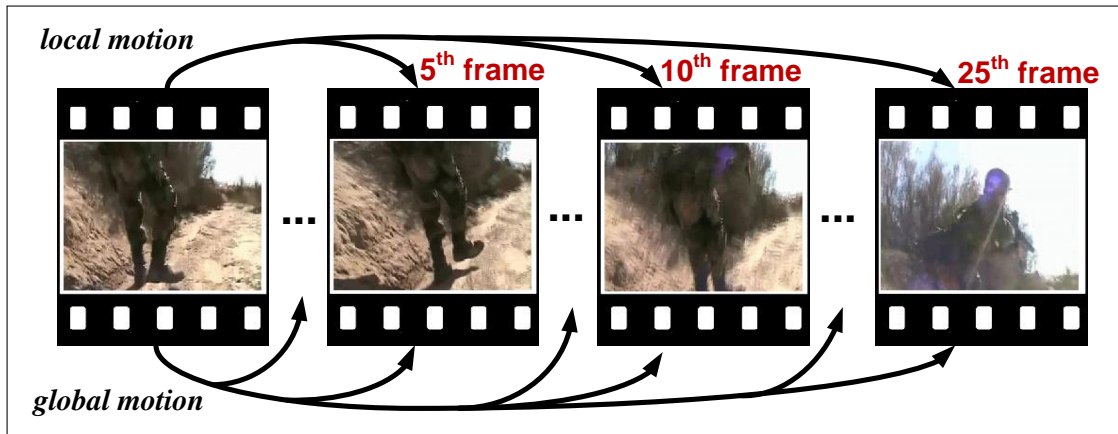 local motion
5th frame
10th frame
25th frame
...
...
...
global motion